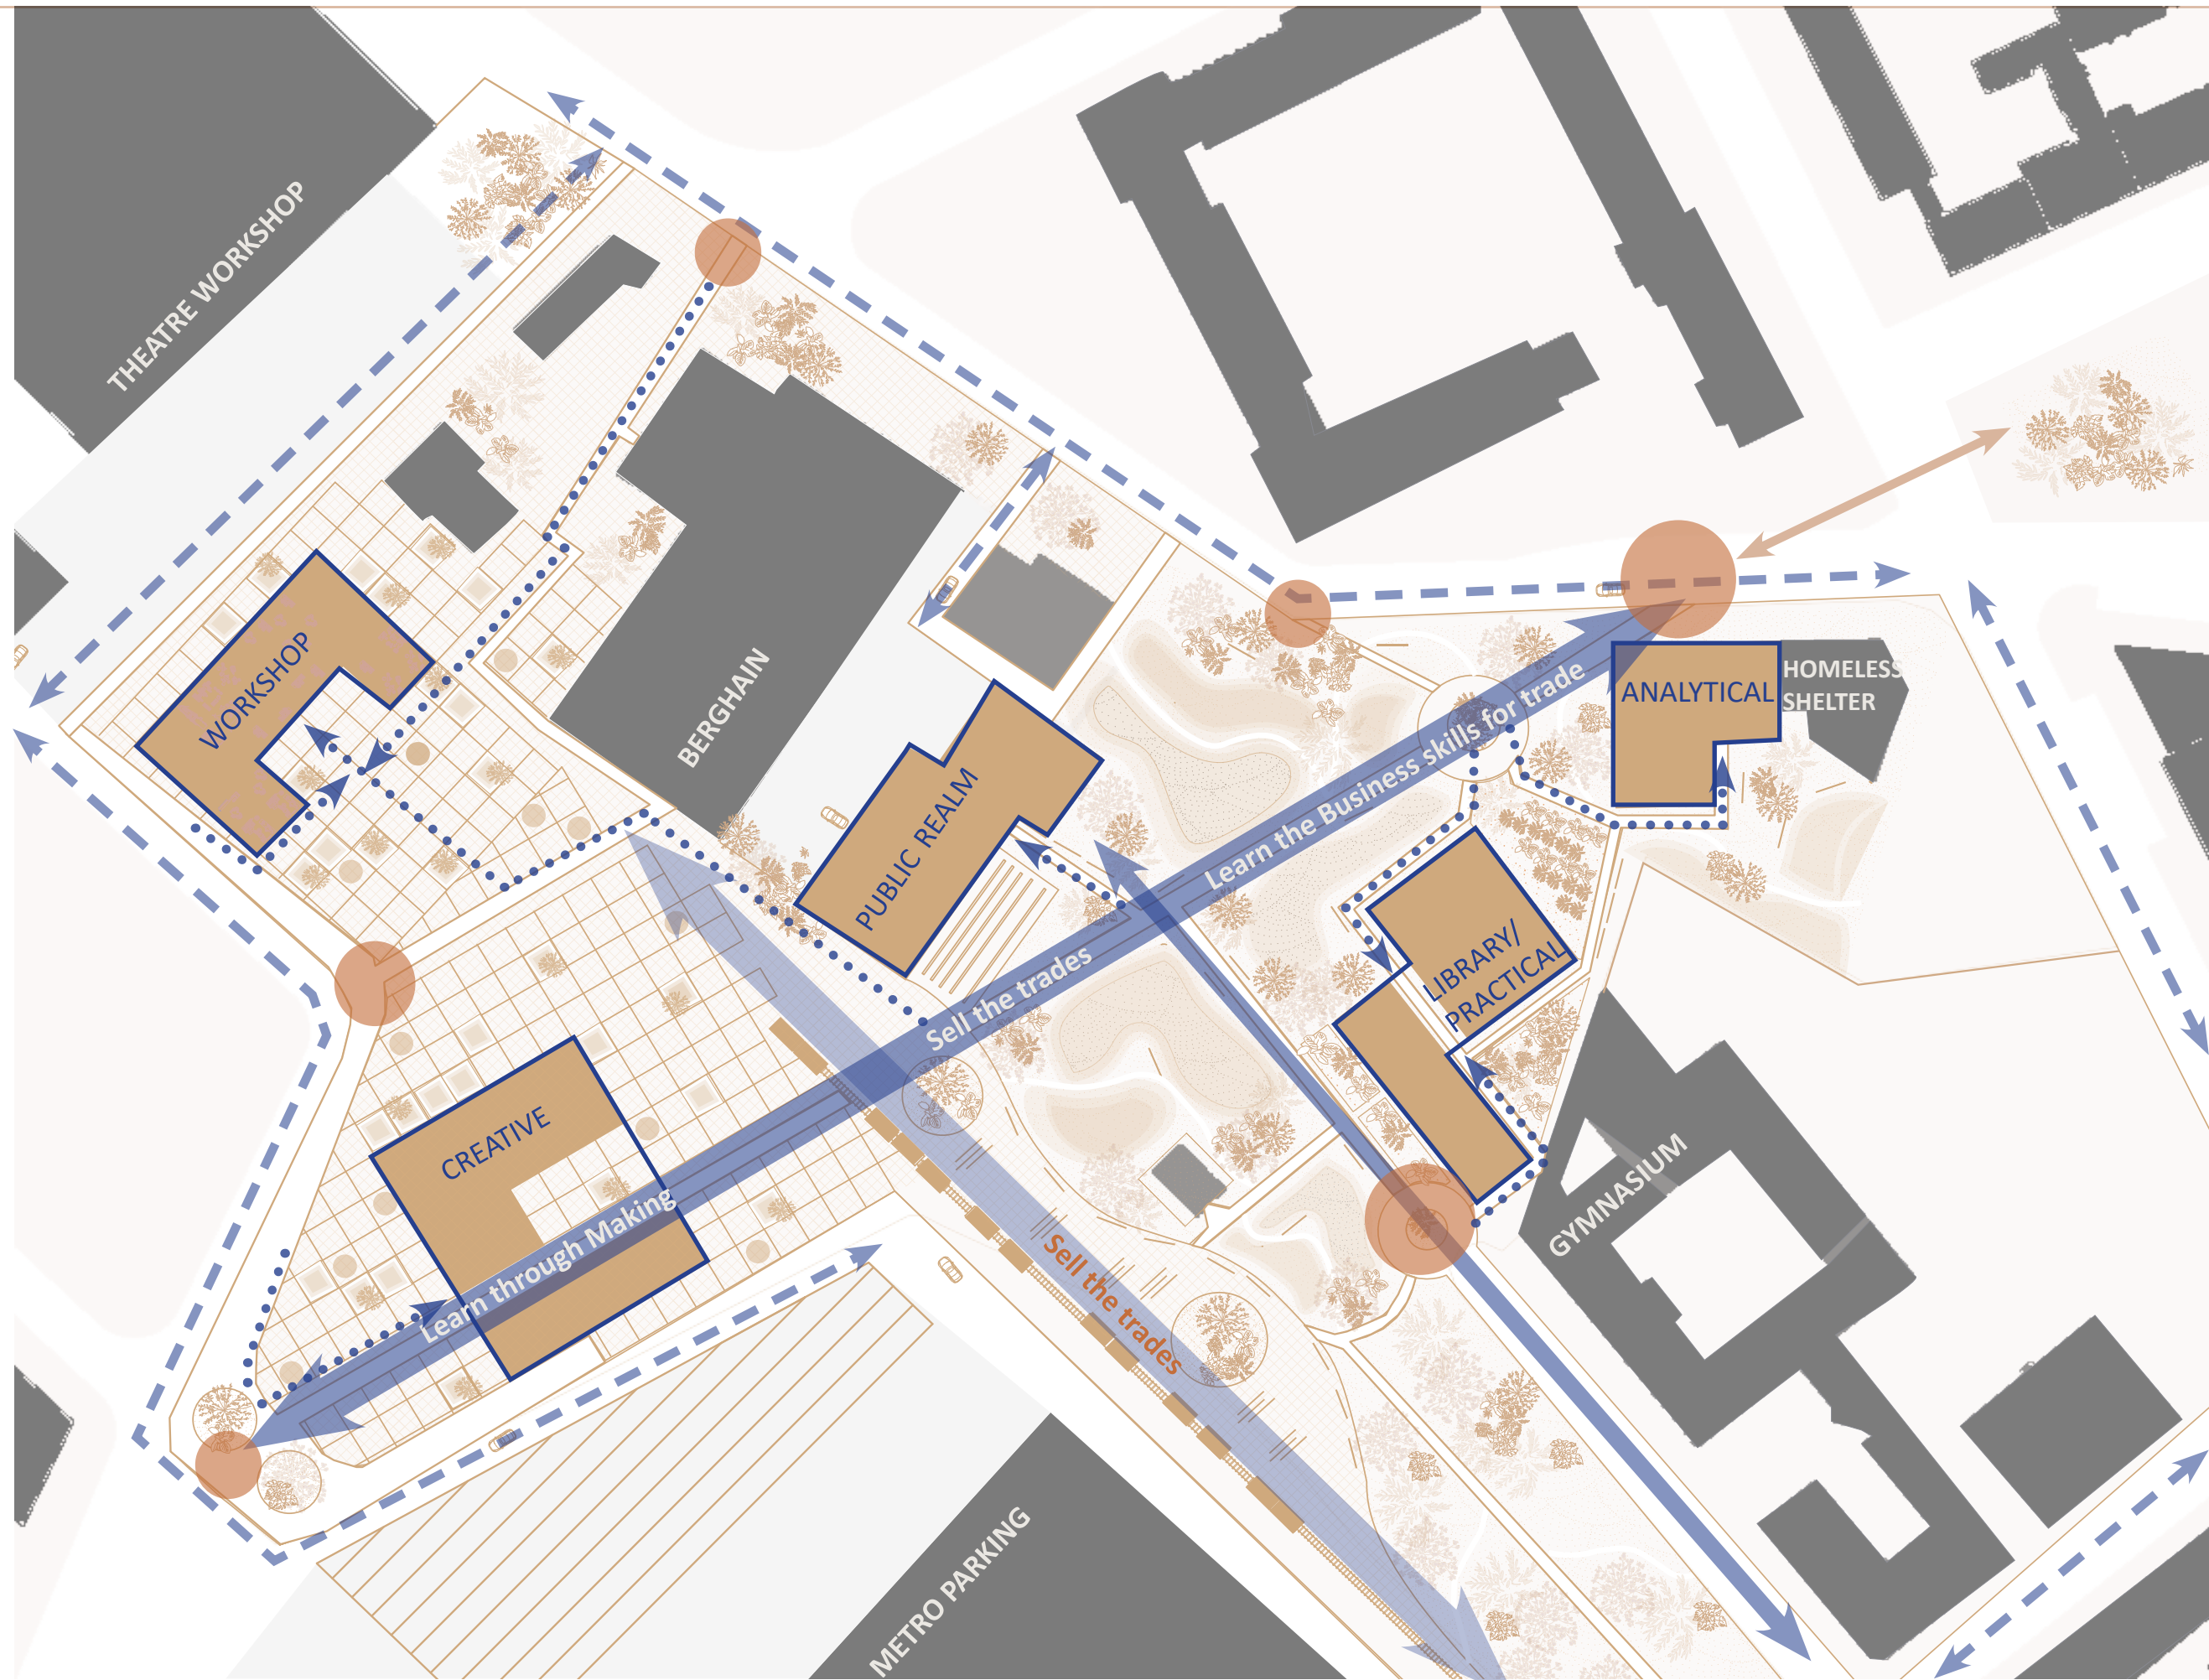 THEATRE WORKSHOP
WORKSHOP
BERGHAIN
PUBLIC REALM
HOMELESS
SHELTER
ANALYTICAL
Learn the Business skills for trade
LIBRARY/
PRACTICAL
Sell the trades
CREATIVE
Learn through Making
Sell the trades
GYMNASIUM
METRO PARKING